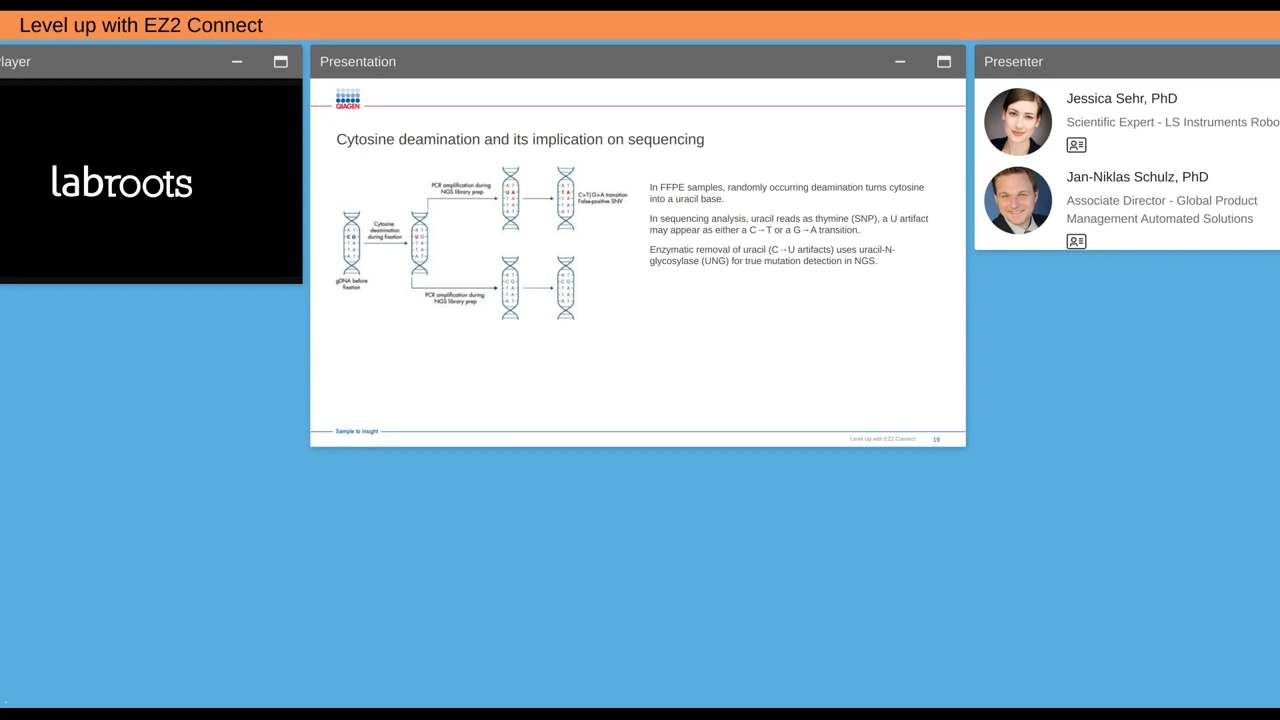 Level up with EZ2 Connect
layer
labroots
Presentation
QIAGEN
Cytosine deamination and its implication on sequencing
PCR amplification during
NGS library prep
C>T|G>A transition
False-positive SNV
Cytosine
deamination
during fixation
gDNA before
fixation
PCR amplification during
NGS library prep
In FFPE samples, randomly occurring deamination turns cytosine
into a uracil base.
In sequencing analysis, uracil reads as thymine (SNP), a U artifact
may appear as either a C→T or a G→A transition.
Enzymatic removal of uracil (C→U artifacts) uses uracil-N-
glycosylase (UNG) for true mutation detection in NGS.
Sample to Insight
Level Up with EZ2 Connect
19
Presenter
Jessica Sehr, PhD
Scientific Expert - LS Instruments Robo
Jan-Niklas Schulz, PhD
Associate Director - Global Product
Management Automated Solutions